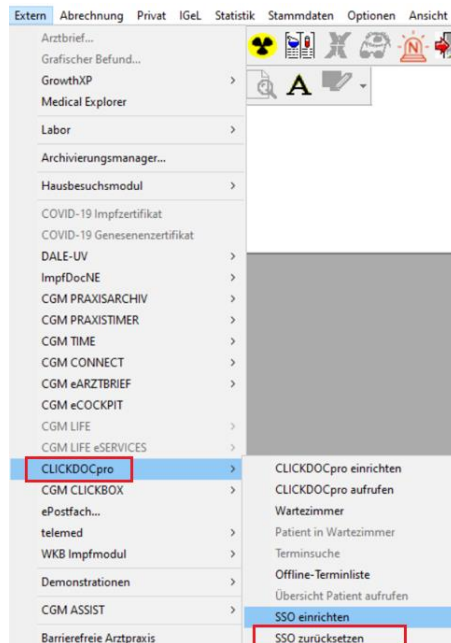 Extern Abrechnung Privat IGeL Statistik Stammdaten Optionen Ansicht
Arztbrief...
Grafischer Befund...
GrowthXP
Medical Explorer
Labor
Archivierungsmanager...
Hausbesuchsmodul
COVID-19 Impfzertifikat
COVID-19 Genesenenzertifikat
DALE-UV
ImpfDocNE
CGM PRAXISARCHIV
CGM PRAXISTIMER
CGM TIME
CGM CONNECT
CGM eARZTBRIEF
CGM eCOCKPIT
CGM LIFE
CGM LIFE eSERVICES
CLICKDOCpro
CGM CLICKBOX
ePostfach...
telemed
WKB Impfmodul
Demonstrationen
CGM ASSIST
Barrierefreie Arztpraxis
CLICKDOCpro einrichten
CLICKDOCpro aufrufen
Wartezimmer
Patient in Wartezimmer
Terminsuche
Offline-Terminliste
Übersicht Patient aufrufen
SSO einrichten
SSO zurücksetzen
A
N